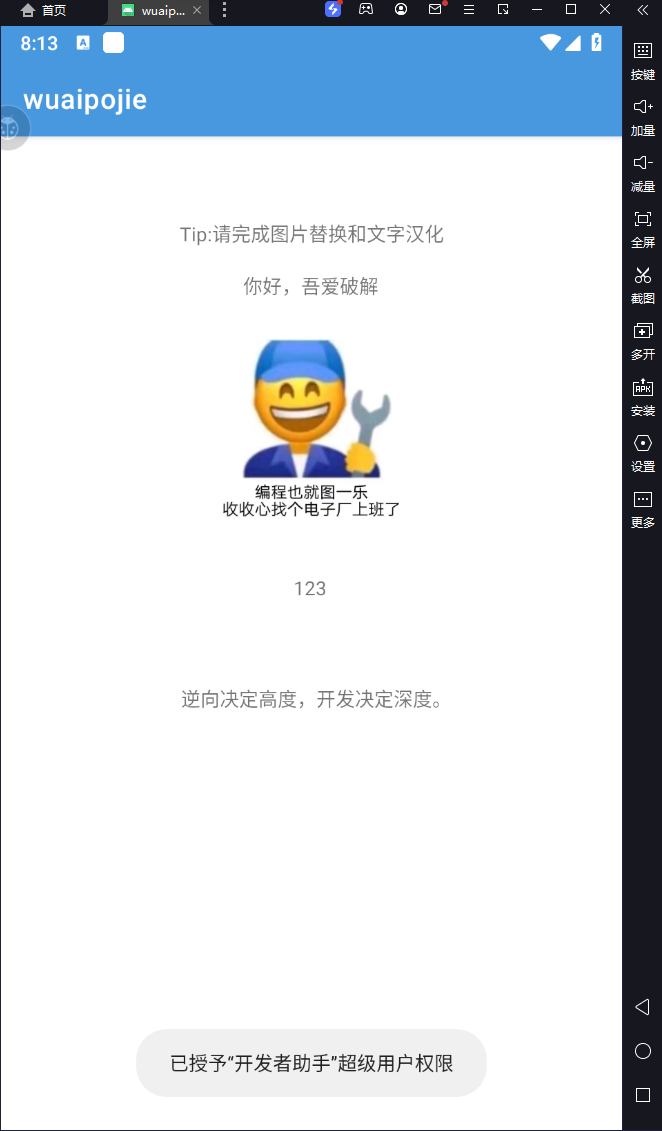 首页
wuaip...
8:13
A
wuaipojie
按键
加量
减量
全屏
截图
多开
APK
安装
设置
更多
Tip:请完成图片替换和文字汉化
你好，吾爱破解
编程也就图一乐
收收心找个电子厂上班了
123
逆向决定高度，开发决定深度。
已授予“开发者助手”超级用户权限